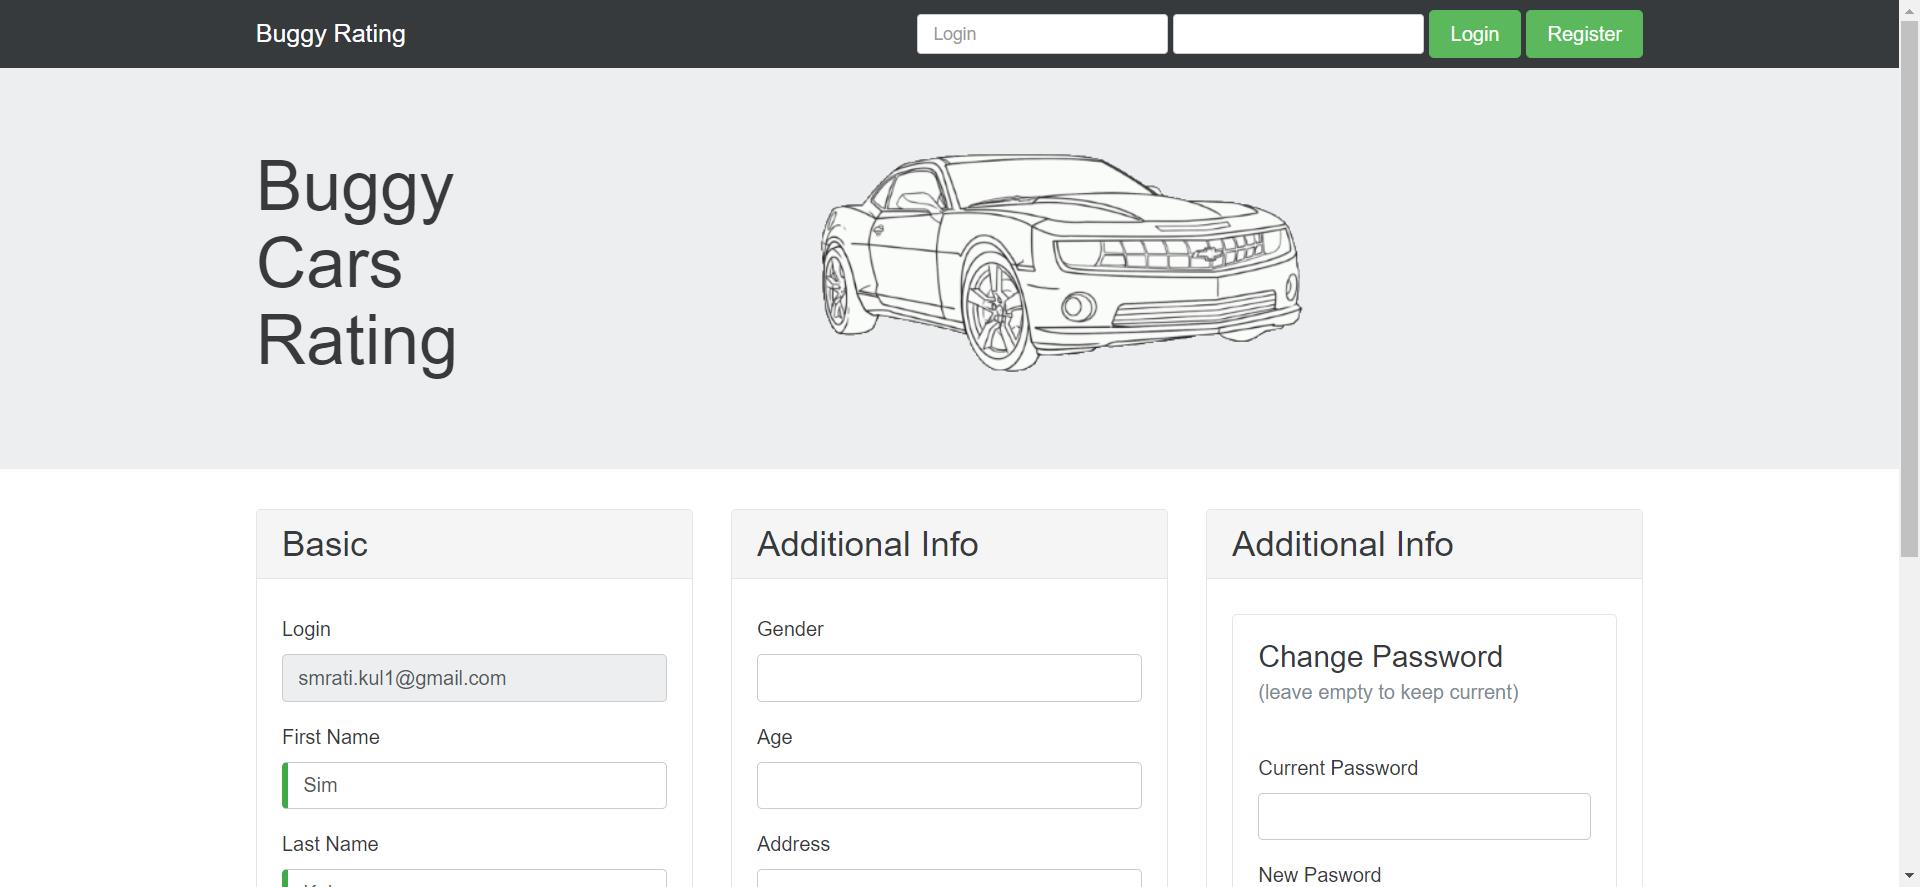 Buggy Rating
Login
Login
Register
Buggy
Cars
Rating
Basic
Login
smrati.kul1@gmail.com
First Name
Sim
Last Name
Additional Info
Gender
Age
Address
Additional Info
Change Password
(leave empty to keep current)
Current Password
New Pasword